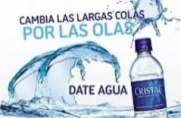 CAMBIA LAS LARGAS COLAS
POR LAS OLAS
DATE AGUA
CRISTAL